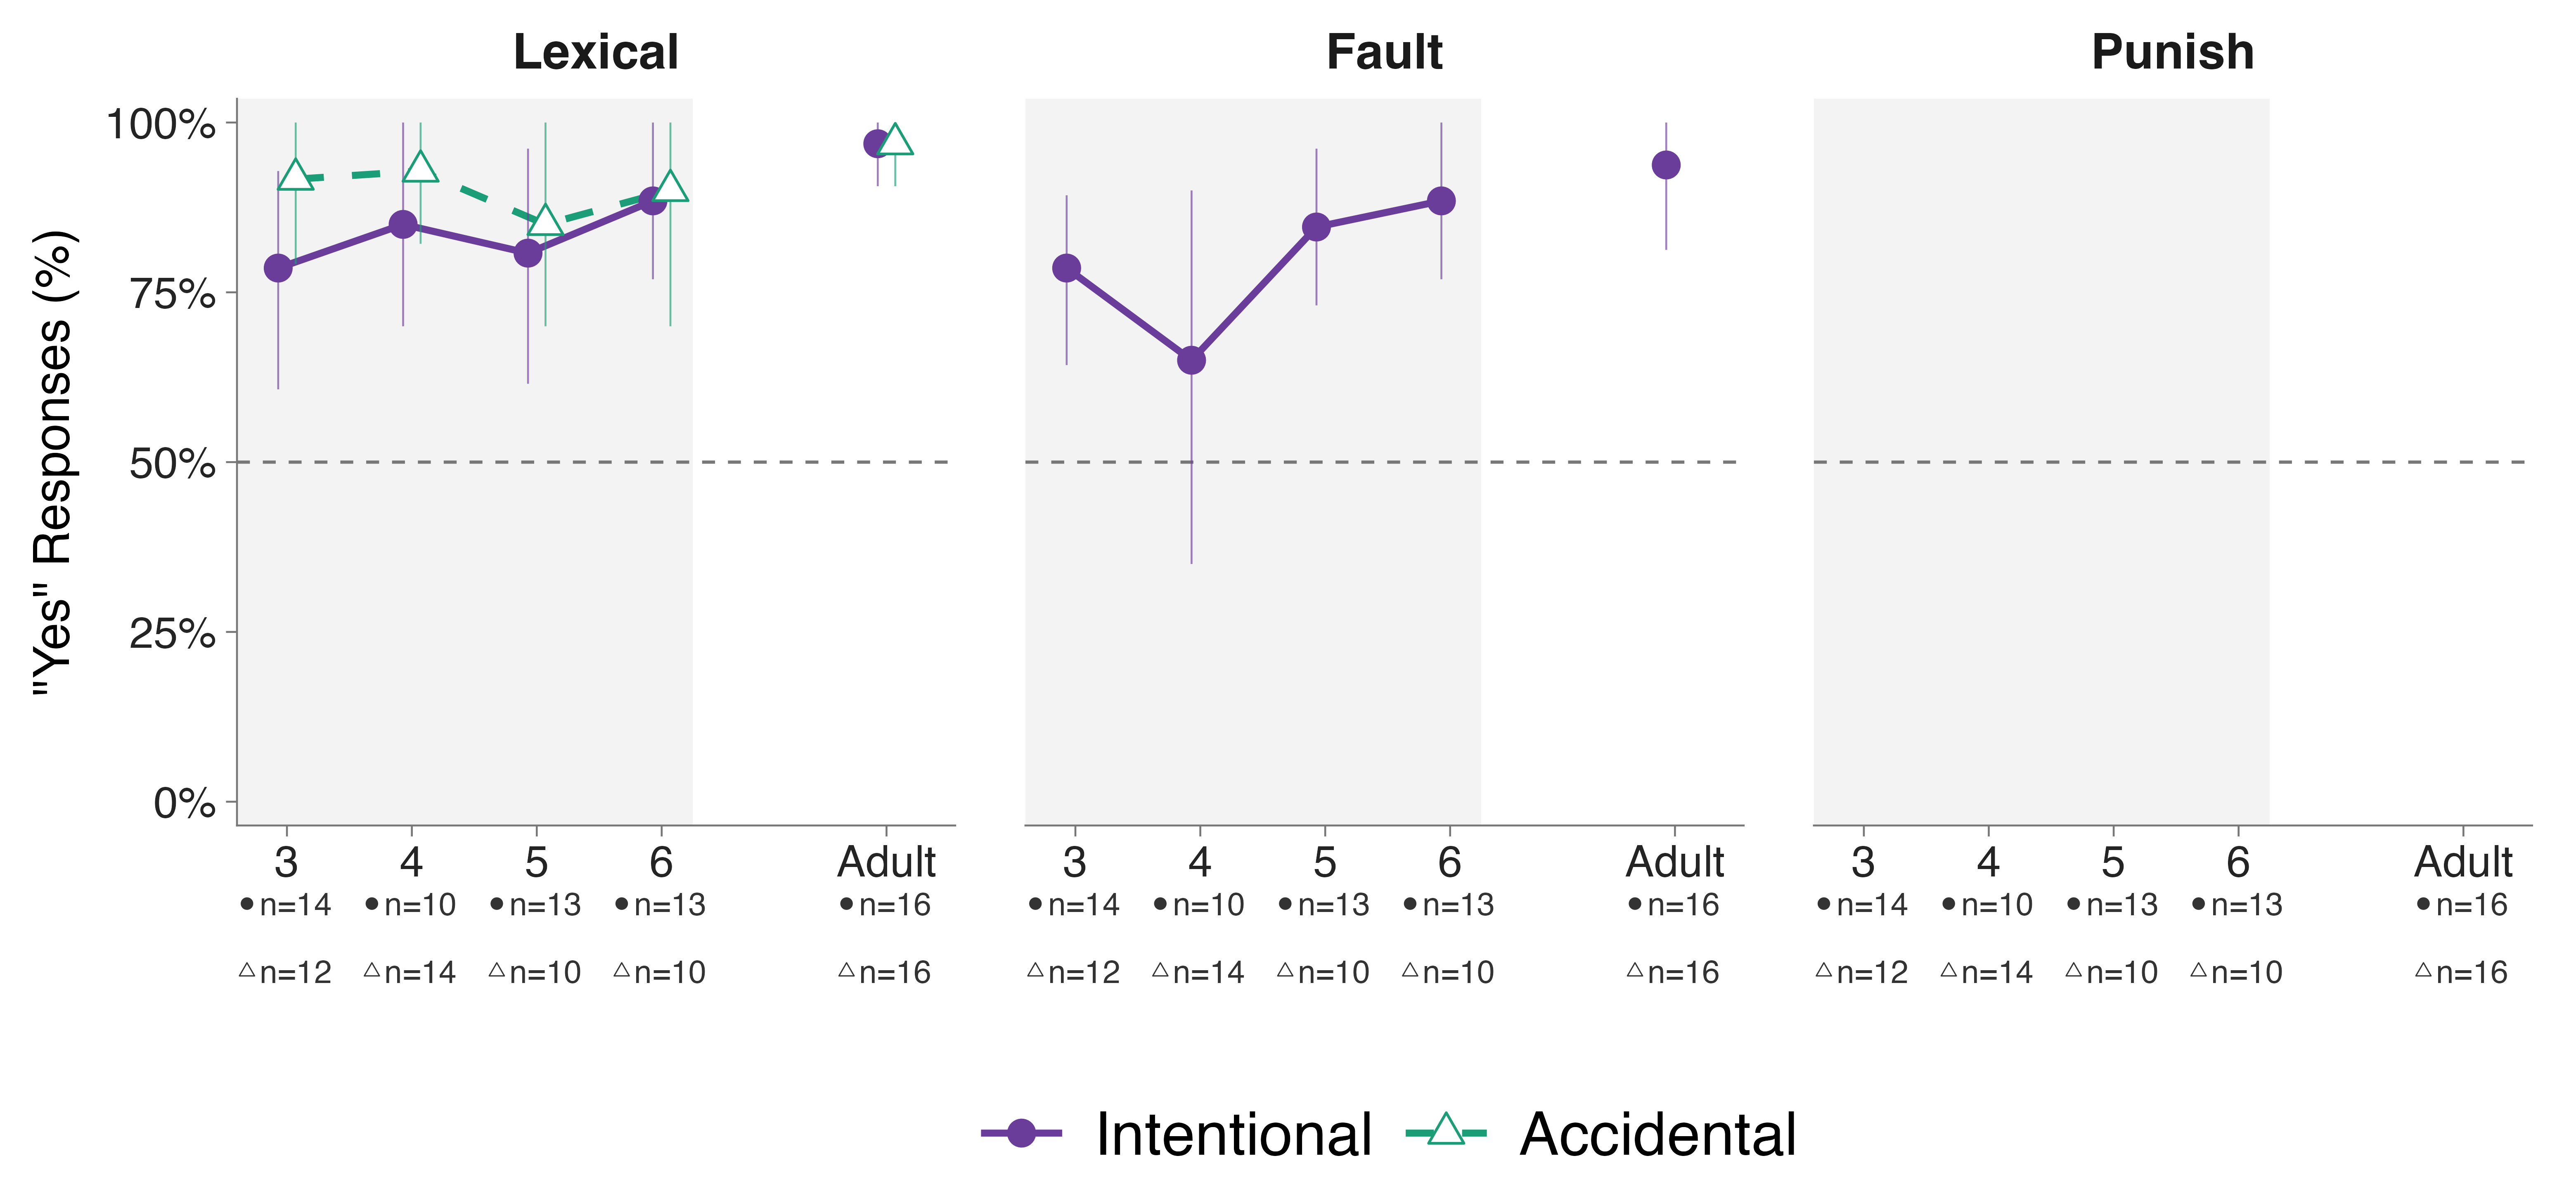 Lexical Fault Punish
"Yes" Responses (%)
100%
75%
50%
25%
0%
3 4 5 6 Adult 3 4 5 6 Adult 3 4 5 6 Adult
n=14 n=10 n=13 n=13 n=16 n=14 n=10 n=13 n=13 n=16 n=14 n=10 n=13 n=13 n=16
n=12 n=14 n=10 n=10 n=16 n=12 n=14 n=10 n=10 n=16 n=12 n=14 n=10 n=10 n=16
Intentional Accidental